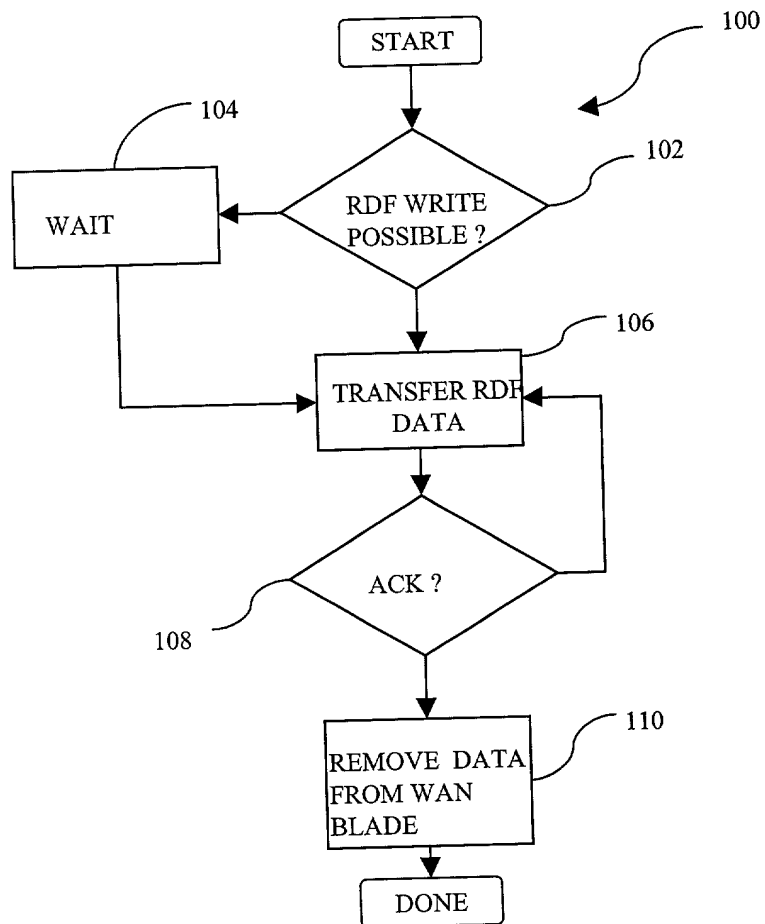 START
100
104
102
RDF WRITE
POSSIBLE ?
WAIT
106
TRANSFER RDF
DATA
ACK ?
108
110
REMOVE DATA
FROM WAN
BLADE
DONE